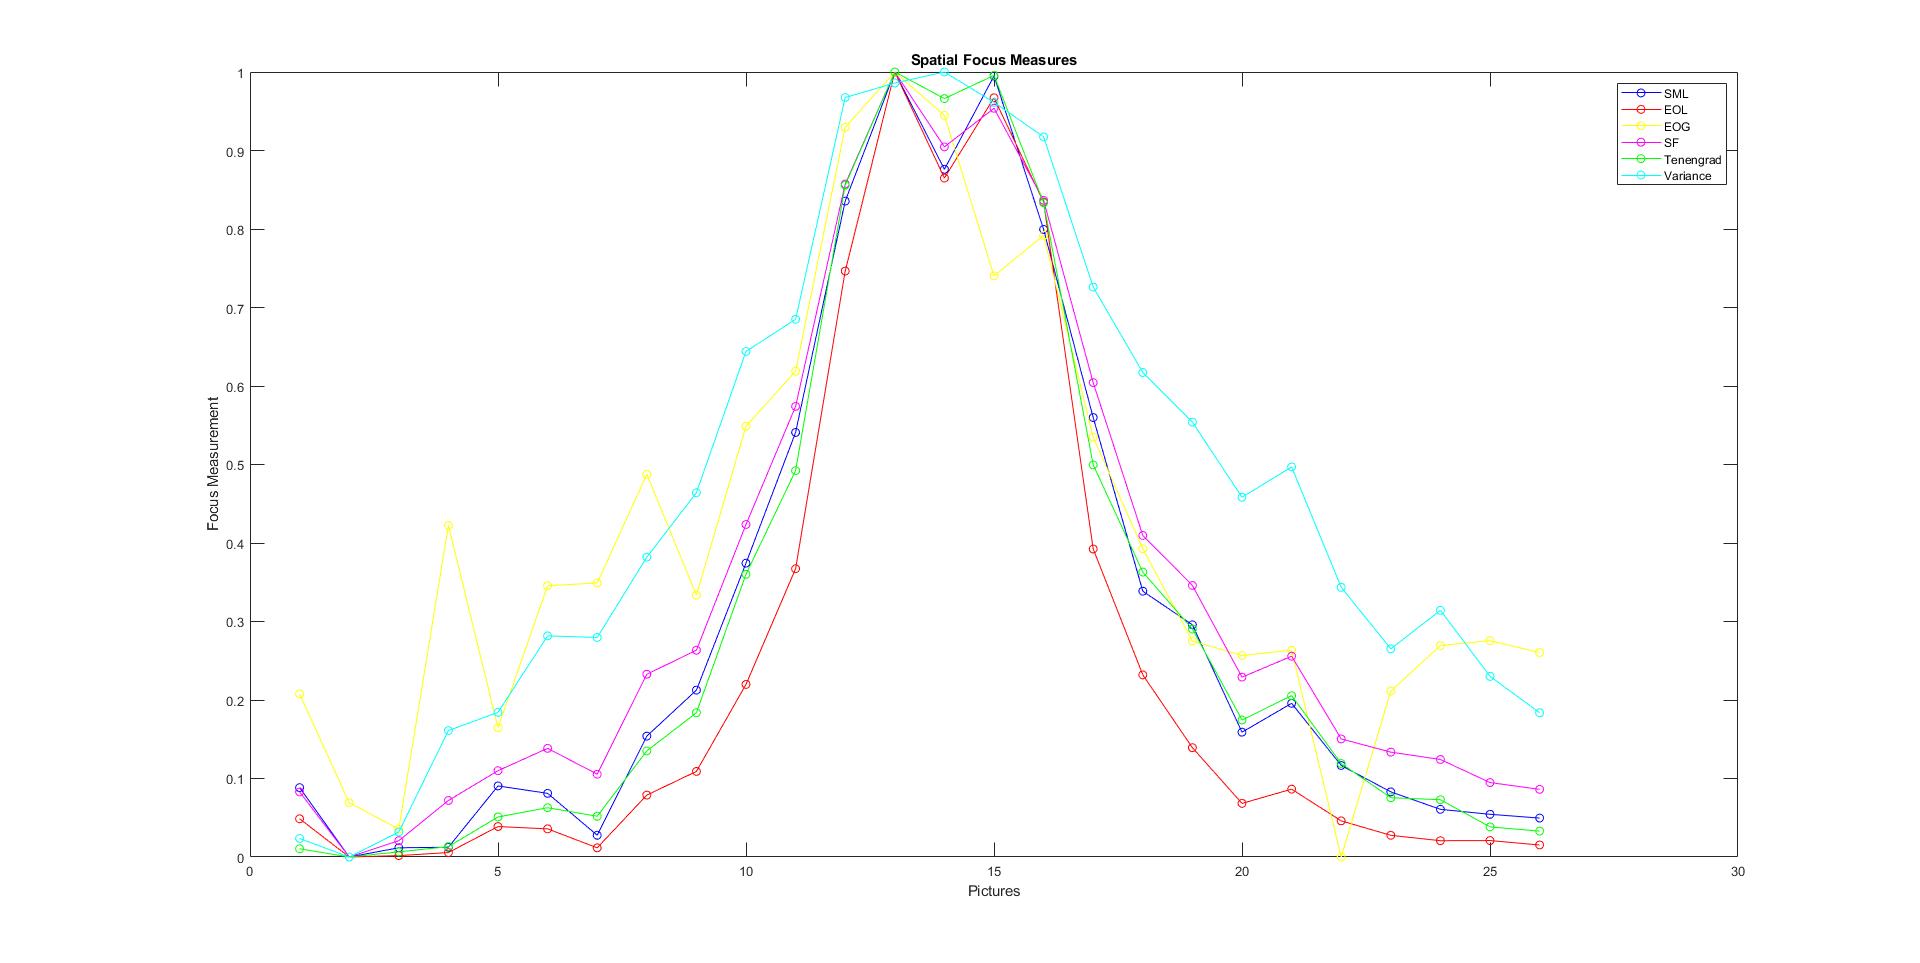 Spatial Focus Measures
1
0.9
0.8
0.7
0.6
0.5
0.4
0.3
0.2
0.1
0
Focus Measurement
0
5
10
15
20
25
30
Pictures
SML
EOL
EOG
SF
Tenengrad
Variance